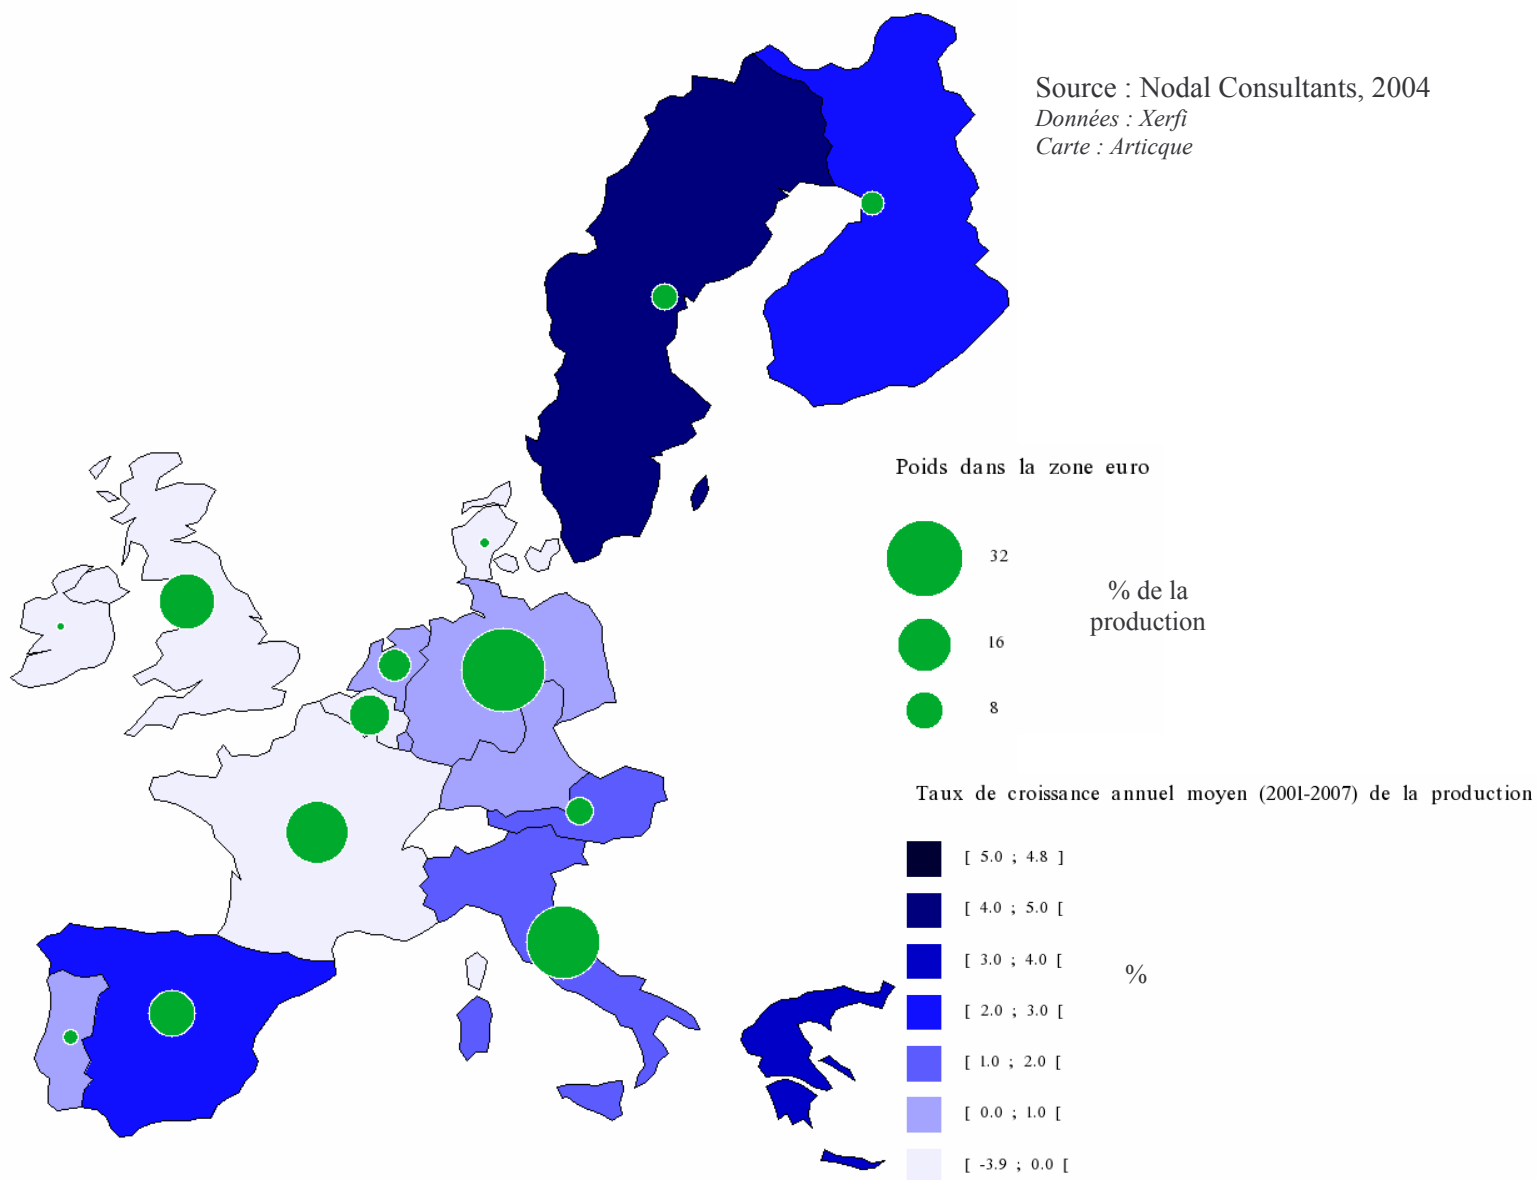 Source : Nodal Consultants, 2004
Données : Xerfi
Carte : Articque
Poids dans la zone euro
32
16
8
% de la
production
Taux de croissance annuel moyen (2001-2007) de la production
[ 5.0 ; 4.8 ]
[ 4.0 ; 5.0 [
[ 3.0 ; 4.0 [
[ 2.0 ; 3.0 [
[ 1.0 ; 2.0 [
[ 0.0 ; 1.0 [
[ -3.9 ; 0.0 [
%